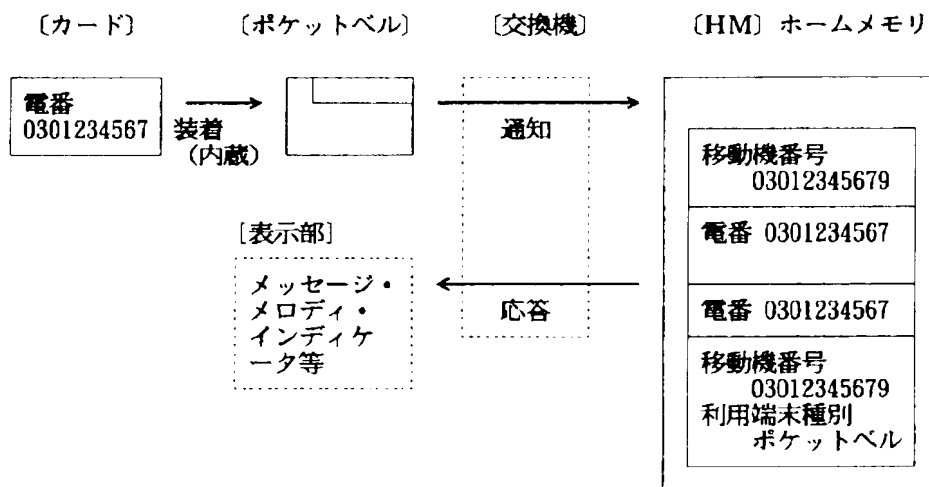 〔カード〕 〔ポケットベル〕 〔交換機〕 〔HM〕ホームメモリ
電番
0301234567
装着
(内蔵)
通知
移動機番号
03012345679
電番 0301234567
[表示部]
メッセージ・
メロディ・
インディケ
ータ等
応答
電番 0301234567
移動機番号
03012345679
利用端末種別
ポケットベル